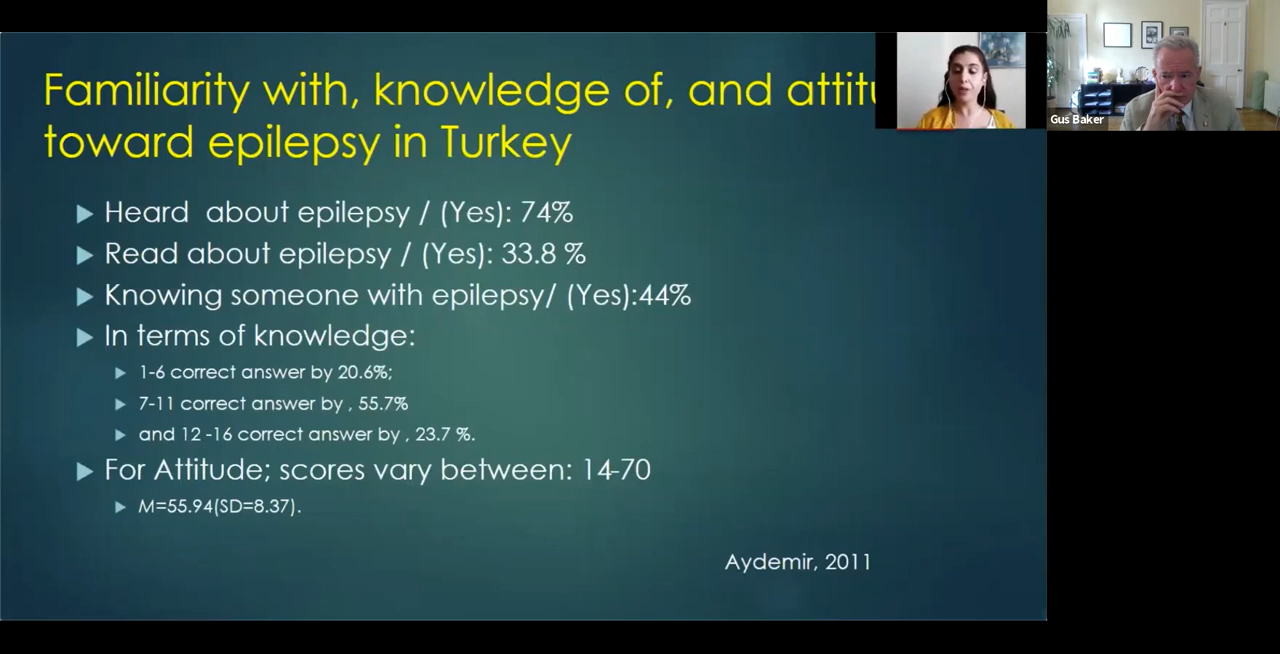 Familiarity with, knowledge of, and
toward epilepsy in Turkey
Heard about epilepsy / (Yes): 74%
Read about epilepsy / (Yes): 33.8 %
Knowing someone with epilepsy/ (Yes):44%
In terms of knowledge:
1-6 correct answer by 20.6%;
7-11 correct answer by , 55.7%
and 12 -16 correct answer by , 23.7 %.
For Attitude; scores vary between: 14-70
M=55.94(SD=8.37).
Aydemir, 2011
Gus Baker